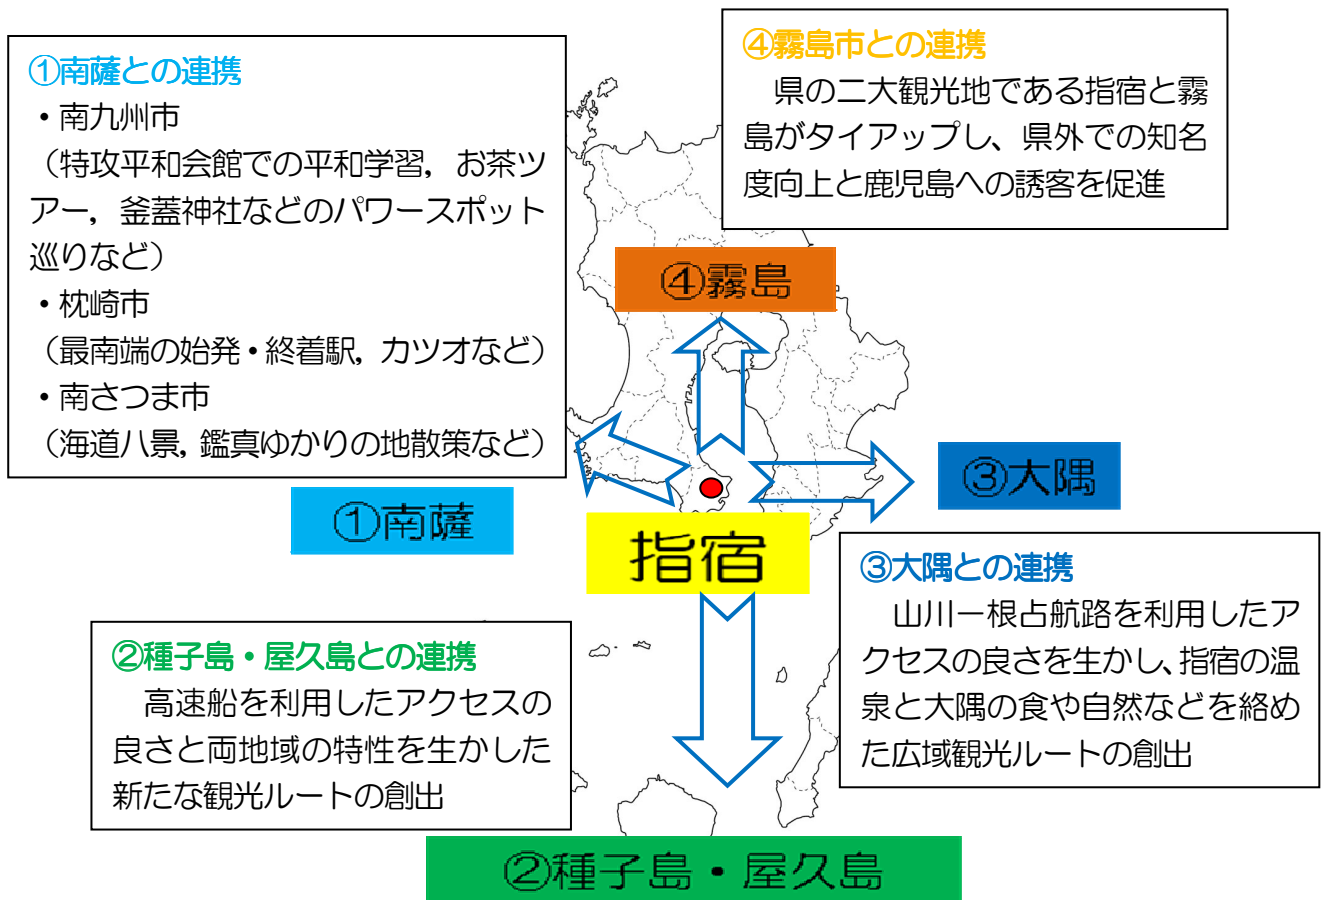 ①南薩との連携
・南九州市
（特攻平和会館での平和学習，お茶ツ
アー，釜蓋神社などのパワースポット
巡りなど）
・枕崎市
（最南端の始発・終着駅，カツオなど）
・南さつま市
（海道八景，鑑真ゆかりの地散策など）
④霧島市との連携
　県の二大観光地である指宿と霧
島がタイアップし、県外での知名
度向上と鹿児島への誘客を促進
④霧島
①南薩
③大隅
指宿
③大隅との連携
　山川ー根占航路を利用したア
クセスの良さを生かし、指宿の温
泉と大隅の食や自然などを絡め
た広域観光ルートの創出
②種子島・屋久島との連携
　高速船を利用したアクセスの
良さと両地域の特性を生かした
新たな観光ルートの創出
②種子島・屋久島